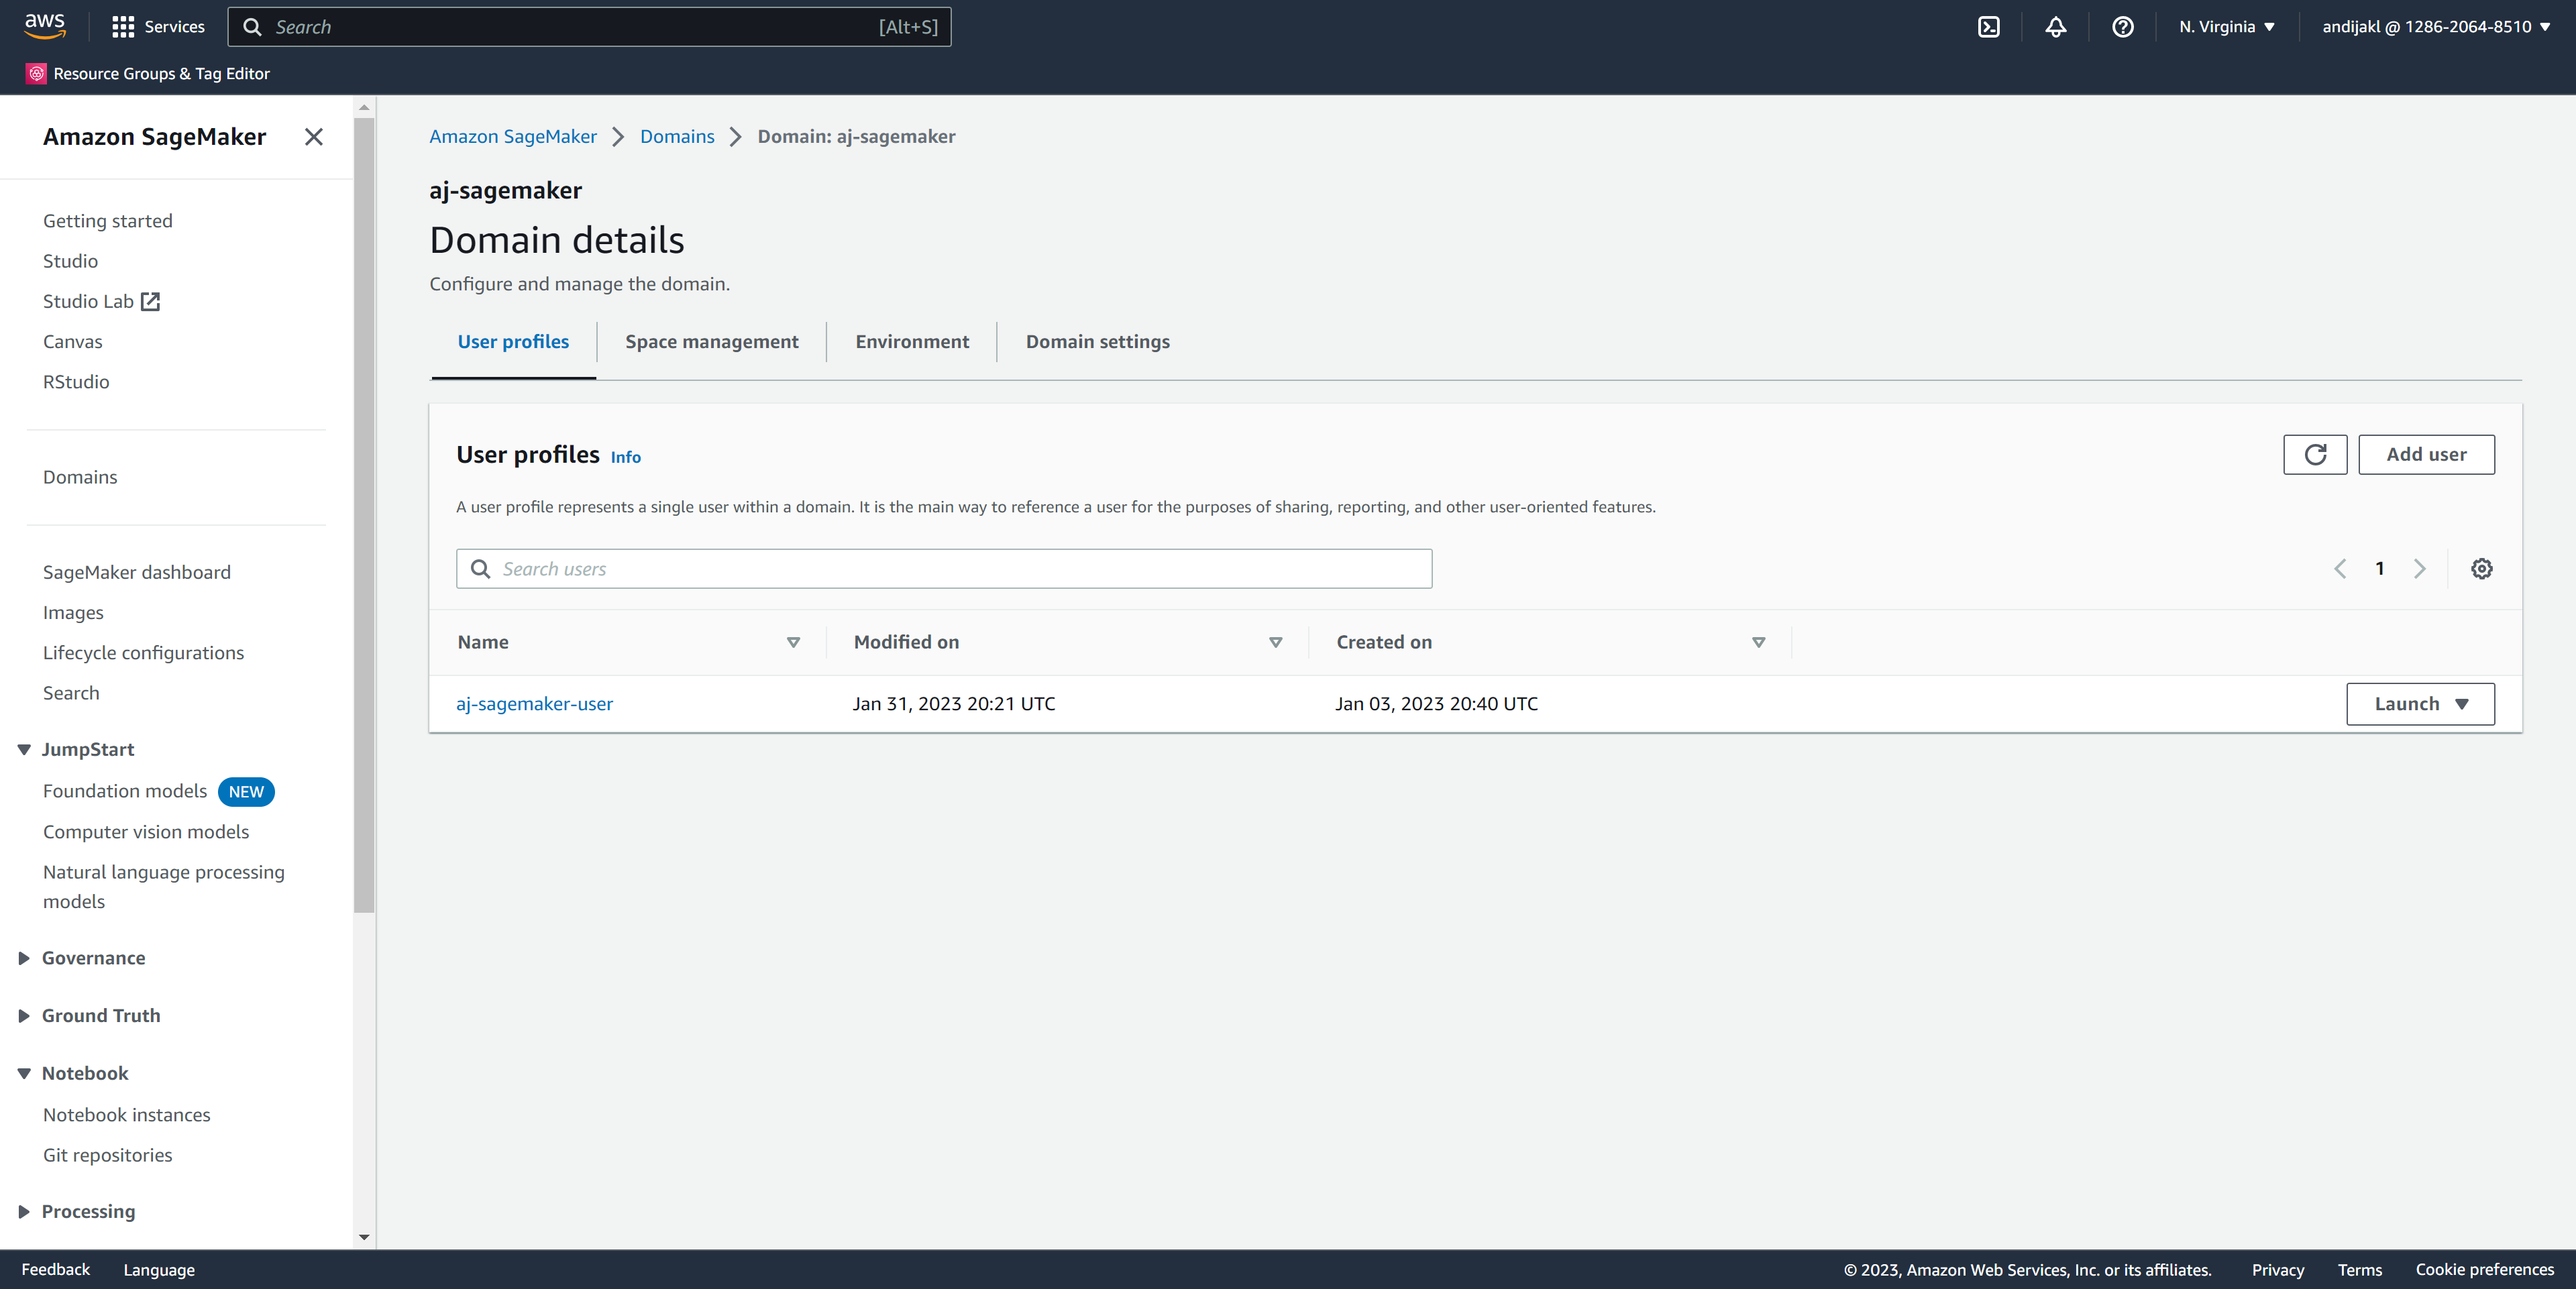 aws
Services
Search
[Alt+S]
N. Virginia
andijakl @ 1286-2064-8510
Resource Groups & Tag Editor
Amazon SageMaker
Getting started
Studio
Studio Lab
Canvas
RStudio
Domains
SageMaker dashboard
Images
Lifecycle configurations
Search
JumpStart
Foundation models NEW
Computer vision models
Natural language processing
models
Governance
Ground Truth
Notebook
Notebook instances
Git repositories
Processing
Amazon SageMaker
Domains
Domain: aj-sagemaker
aj-sagemaker
Domain details
Configure and manage the domain.
User profiles
Space management
Environment
Domain settings
User profiles Info
Add user
A user profile represents a single user within a domain. It is the main way to reference a user for the purposes of sharing, reporting, and other user-oriented features.
Search users
1
Name
Modified on
Created on
aj-sagemaker-user
Jan 31, 2023 20:21 UTC
Jan 03, 2023 20:40 UTC
Launch
Feedback
Language
© 2023, Amazon Web Services, Inc. or its affiliates.
Privacy
Terms
Cookie preferences